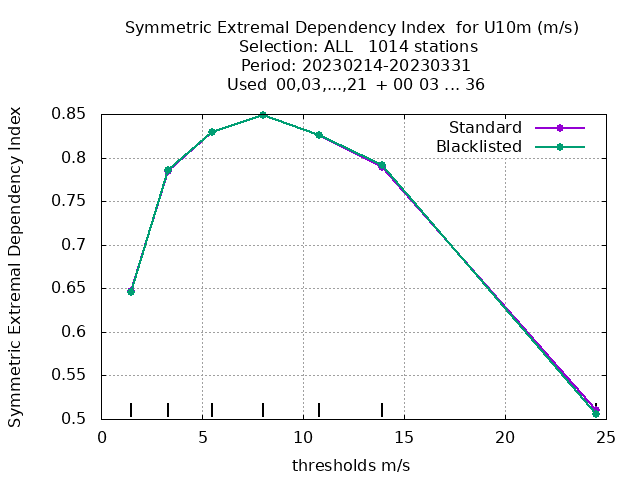 Symmetric Extremal Dependency Index  for U10m (m/s)
Selection: ALL   1014 stations
Period: 20230214-20230331
Used  00,03,...,21  + 00 03 ... 36
Symmetric Extremal Dependency Index
Standard
Blacklisted
0.85
0.8
0.75
0.7
0.65
0.6
0.55
0.5
0 5 10 15 20 25
thresholds m/s